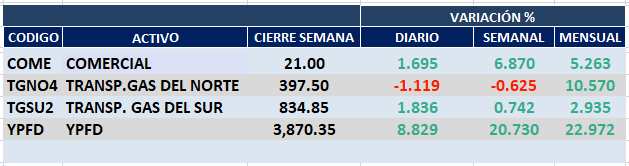 VARIACIÓN %
CODIGO ACTIVO CIERRE SEMANA DIARIO SEMANAL MENSUAL
COME COMERCIAL 21.00 1.695 6.870 5.263
TGNO4 TRANSP.GAS DEL NORTE 397.50 -1.119 -0.625 10.570
TGSU2 TRANSP. GAS DEL SUR 834.85 1.836 0.742 2.935
YPFD YPFD 3,870.35 8.829 20.730 22.972